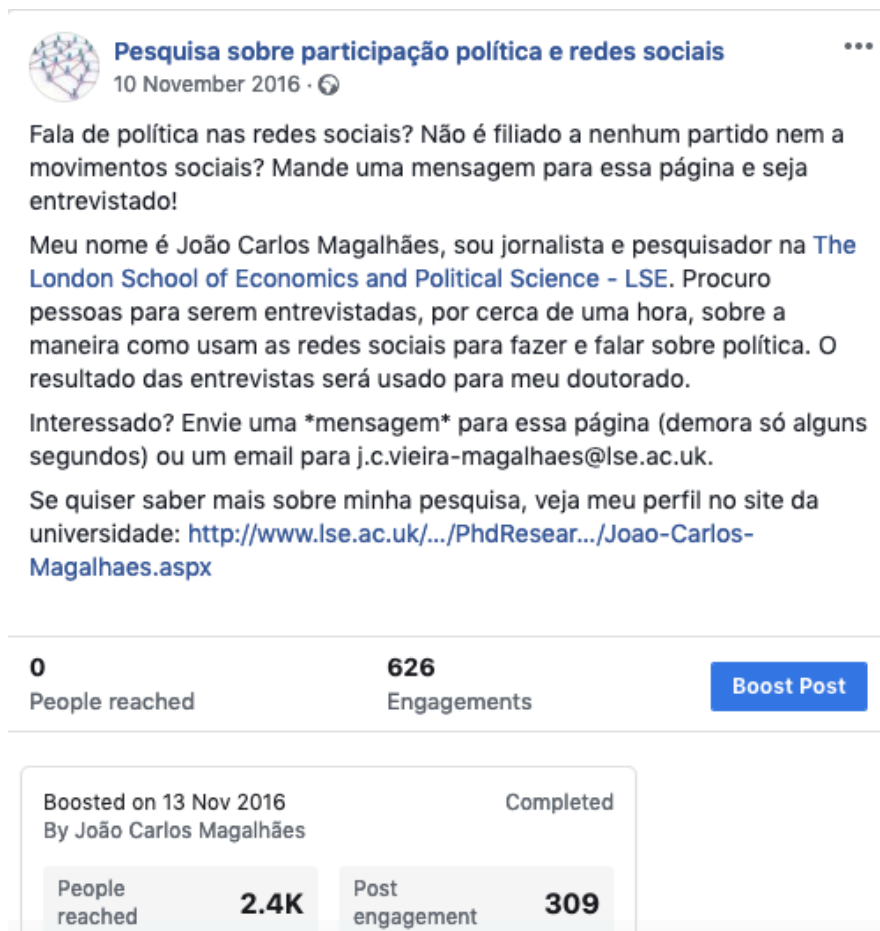 Pesquisa sobre participação política e redes sociais
10 November 2016 ·
Fala de política nas redes sociais? Não é filiado a nenhum partido nem a
movimentos sociais? Mande uma mensagem para essa página e seja
entrevistado!
Meu nome é João Carlos Magalhães, sou jornalista e pesquisador na The
London School of Economics and Political Science - LSE. Procuro
pessoas para serem entrevistadas, por cerca de uma hora, sobre a
maneira como usam as redes sociais para fazer e falar sobre política. O
resultado das entrevistas será usado para meu doutorado.
Interessado? Envie uma *mensagem* para essa página (demora só alguns
segundos) ou um email para j.c.vieira-magalhaes@lse.ac.uk.
Se quiser saber mais sobre minha pesquisa, veja meu perfil no site da
universidade: http://www.lse.ac.uk/.../PhdResear.../Joao-Carlos-
Magalhaes.aspx
0 626
People reached Engagements Boost Post
Boosted on 13 Nov 2016 Completed
By João Carlos Magalhães
People reached 2.4K Post engagement 309